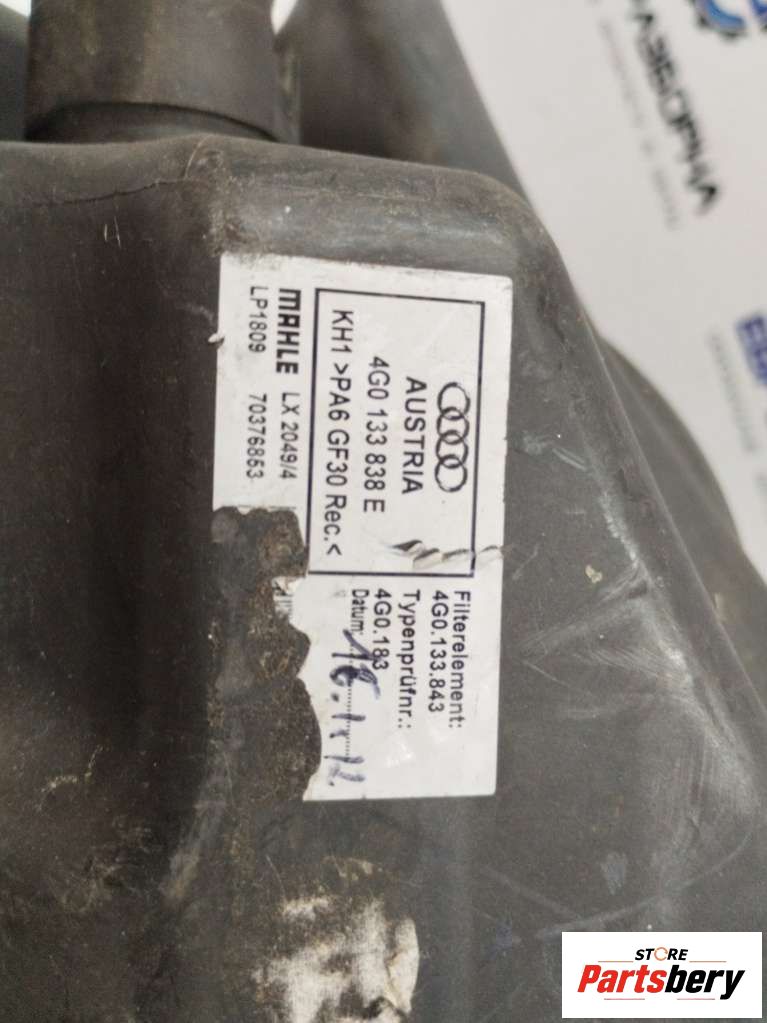 AUSTRIA
4G0 133 838 E
KH1 >PA6 GF30 Rec.<
MAHLE LX 2049/4
LP1809 70376853
Filterelement:
4G0.133.843
Typenprüfnr.:
4G0.183
Datum:
РАЗБОРНА
STORE
Partsbery